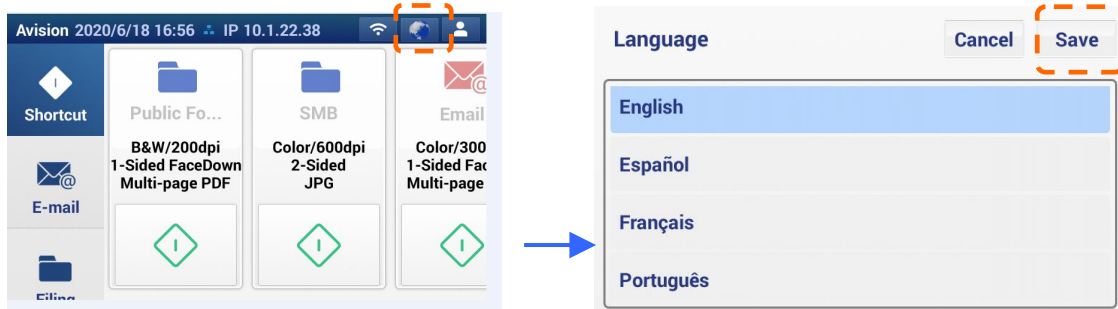 Avision 2020/6/18 16:56 IP 10.1.22.38
Shortcut
E-mail
Filing
Public Fo...
B&W/200dpi
1-Sided FaceDown
Multi-page PDF
SMB
Color/600dpi
2-Sided
JPG
Email
Color/300
1-Sided Fac
Multi-page
Language
Cancel
Save
English
Español
Français
Português